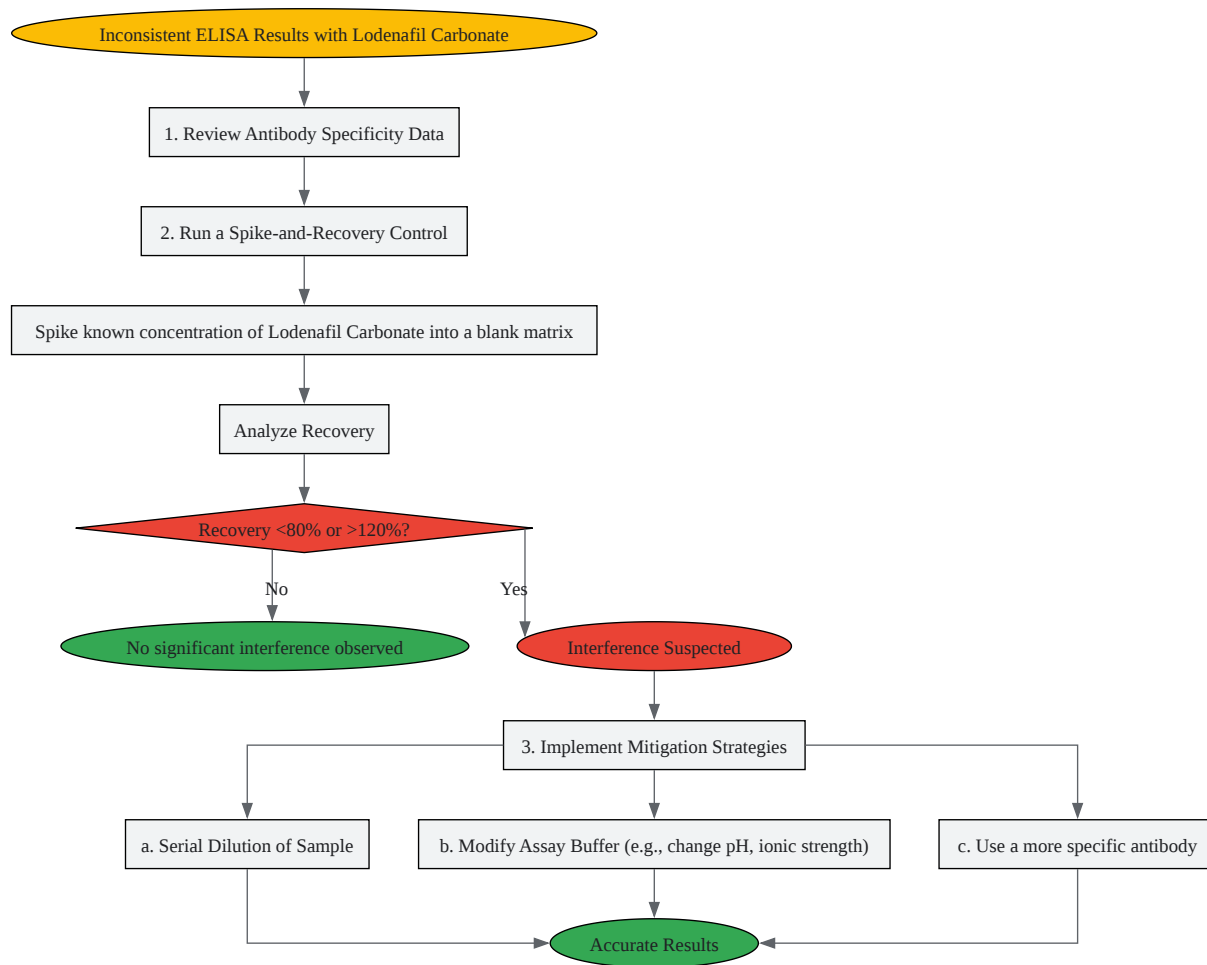 Inconsistent ELISA Results with Lodenafil Carbonate
1. Review Antibody Specificity Data
2. Run a Spike-and-Recovery Control
Spike known concentration of Lodenafil Carbonate into a blank matrix
Analyze Recovery
Recovery <80% or >120%?
No
Yes
No significant interference observed
Interference Suspected
3. Implement Mitigation Strategies
a. Serial Dilution of Sample
b. Modify Assay Buffer (e.g., change pH, ionic strength)
c. Use a more specific antibody
Accurate Results